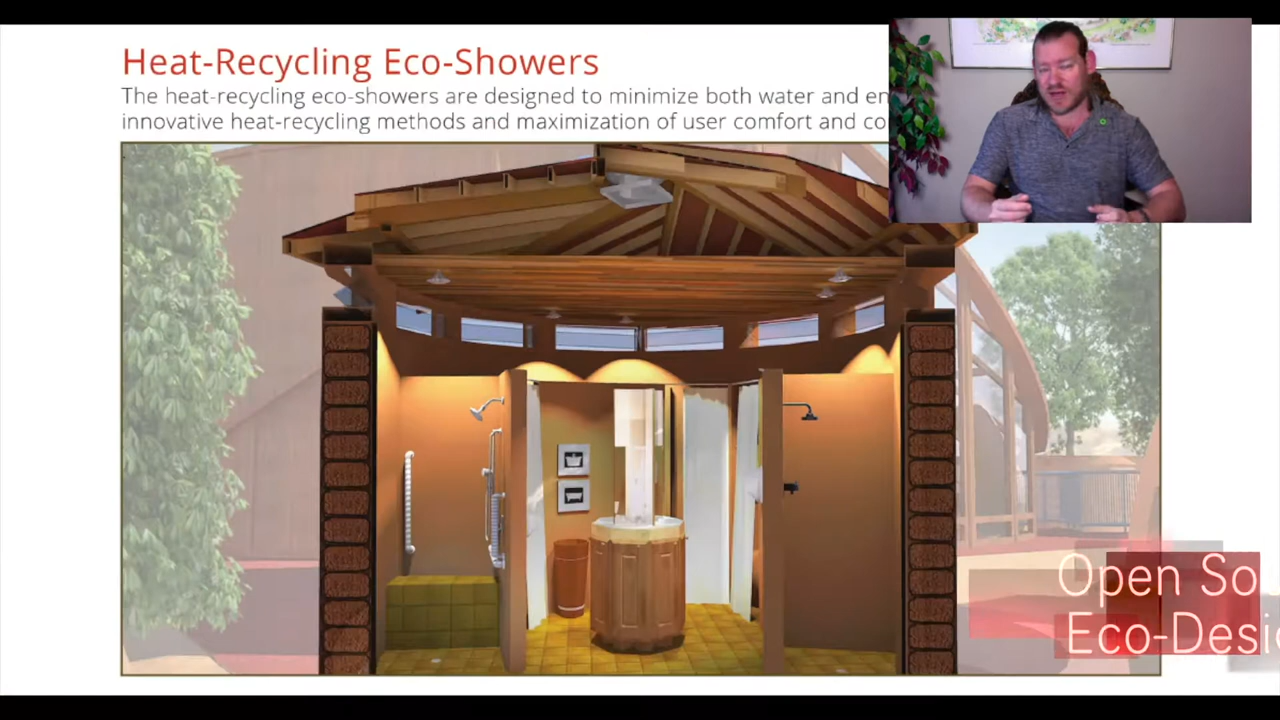 Heat-Recycling Eco-Showers
The heat-recycling eco-showers are designed to minimize both water and en
innovative heat-recycling methods and maximization of user comfort and co
Open So
Eco-Desi